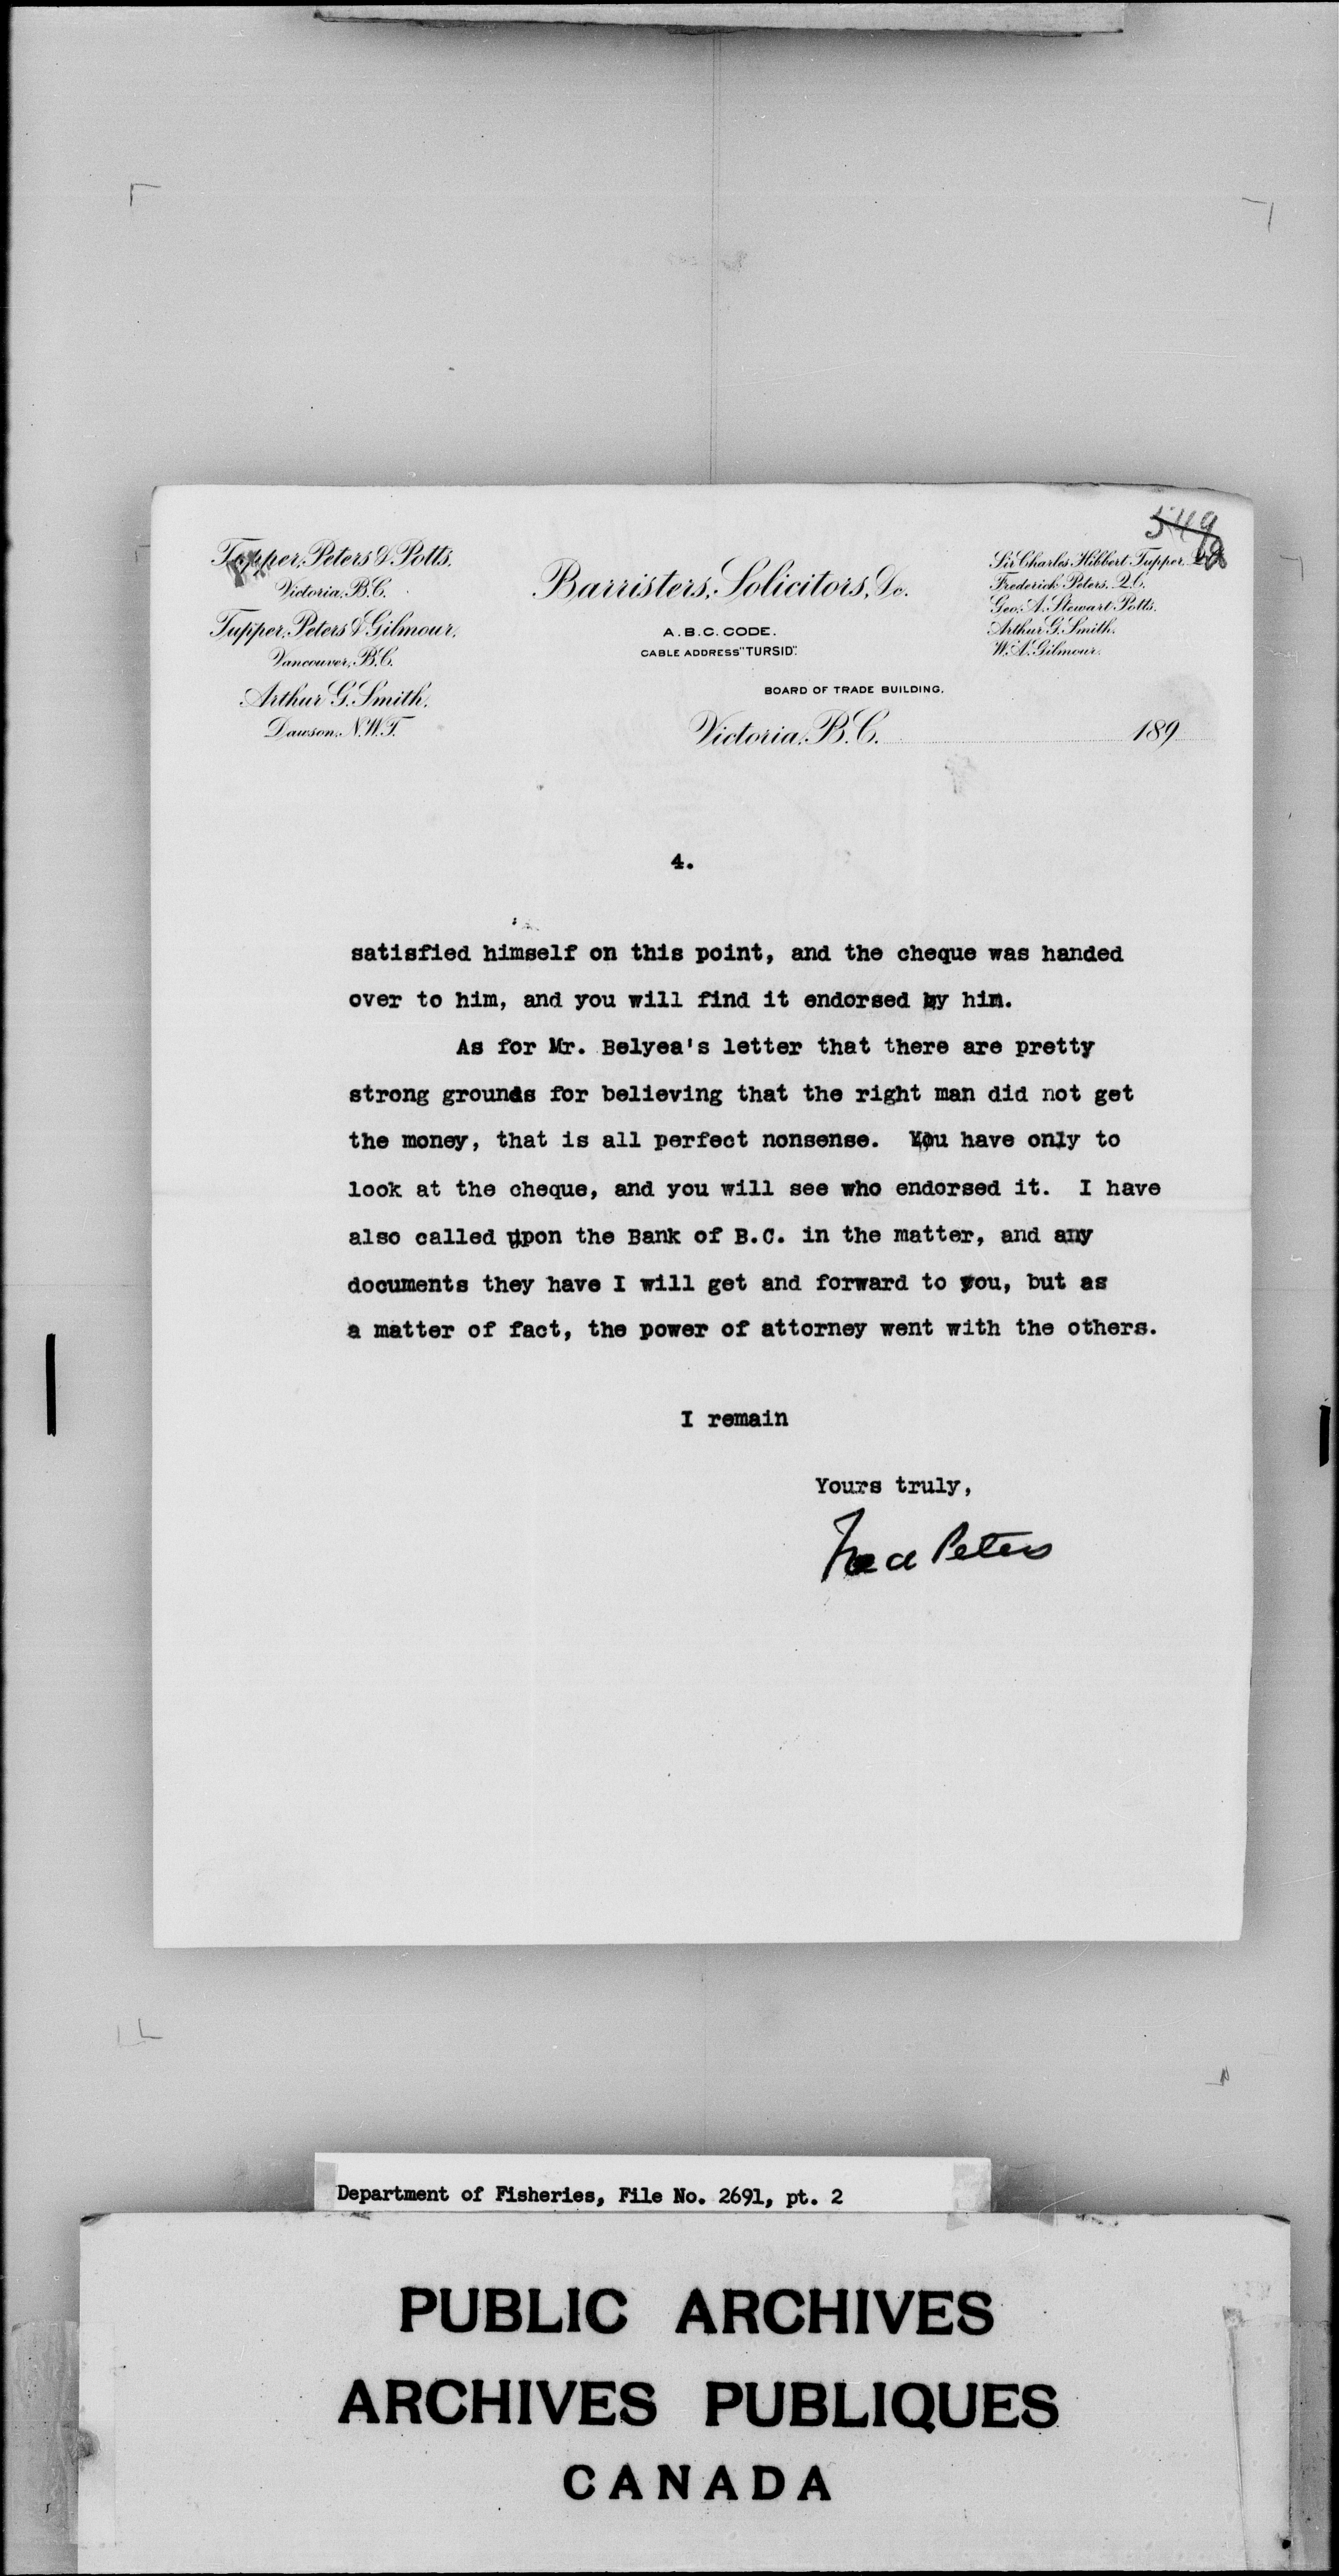 549
Tupper, Peters & Potts,
Victoria, B.C.
Tupper, Peters & Gilmour,
Vancouver, B.C.
Arthur G. Smith,
Dawson, N.W.T.
Barristers, Solicitors, &c.
A.B.C. CODE.
CABLE ADDRESS "TURSID".
Sir Charles Hibbert Tupper
Frederick Peters, Q.C.
Geo. A. Stewart Potts.
Arthur G. Smith.
W. A. Gilmour.
BOARD OF TRADE BUILDING,
Victoria, B.C. 189
4.
satisfied himself on this point, and the cheque was handed
over to him, and you will find it endorsed by him.
As for Mr. Belyea's letter that there are pretty
strong grounds for believing that the right man did not get
the money, that is all perfect nonsense. You have only to
look at the cheque, and you will see who endorsed it. I have
also called upon the Bank of B.C. in the matter, and any
documents they have I will get and forward to you, but as
a matter of fact, the power of attorney went with the others.
I remain
Yours truly,
Fred Peters
Department of Fisheries, File No. 2691, pt. 2
PUBLIC ARCHIVES
ARCHIVES PUBLIQUES
CANADA